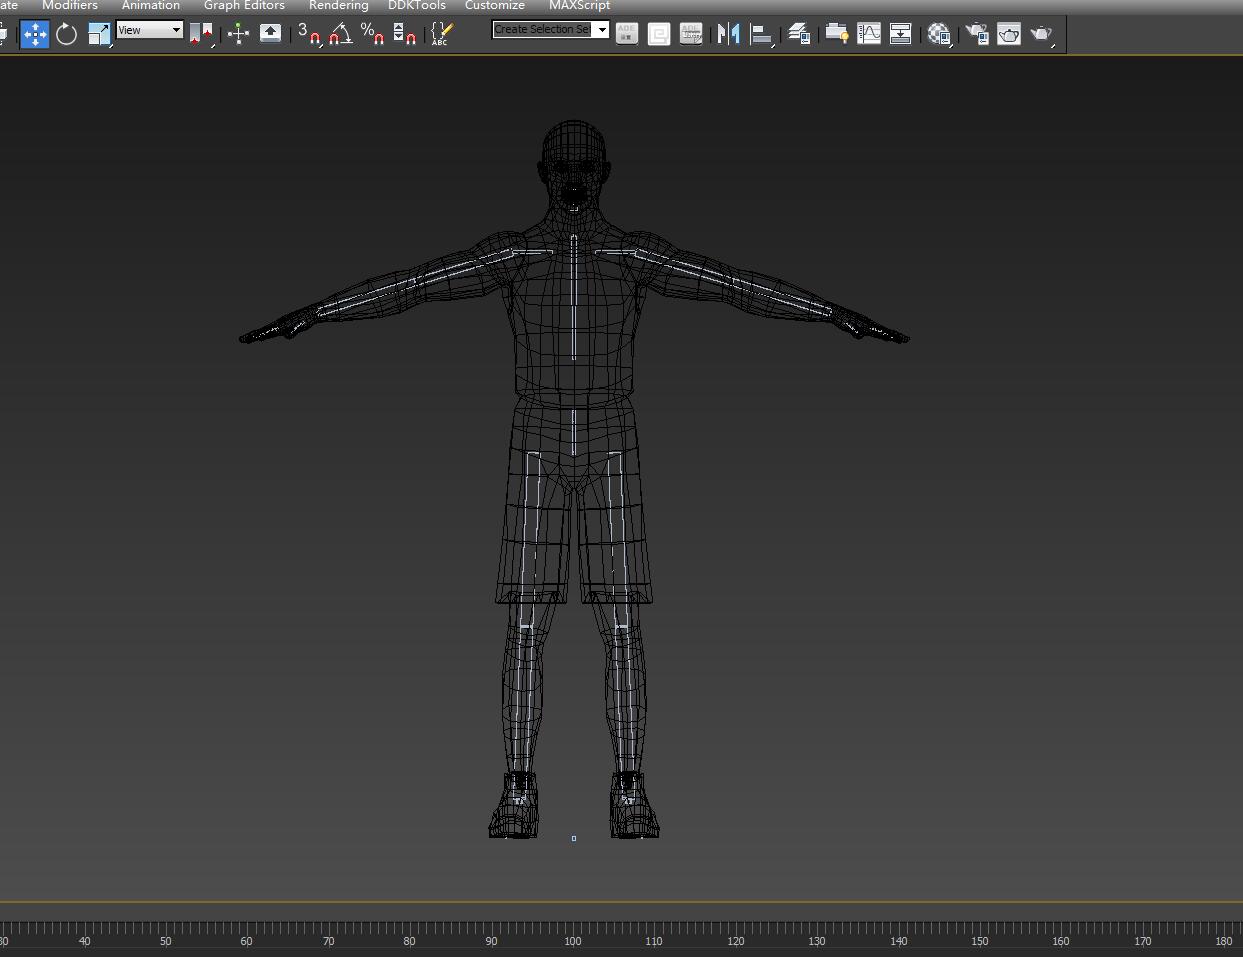 ate Modifiers Animation Graph Editors Rendering DDKTools Customize MAXScript
View 3 % ABC Create Selection Se
40 50 60 70 80 90 100 110 120 130 140 150 160 170 180